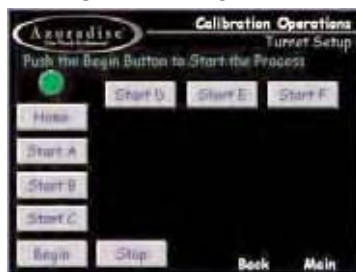 Calibration Operations
Turret Setup
Push the Begin Button to Start the Process
Start D Start E Start F
Home
Start A
Start B
Start C
Begin Stop Back Main